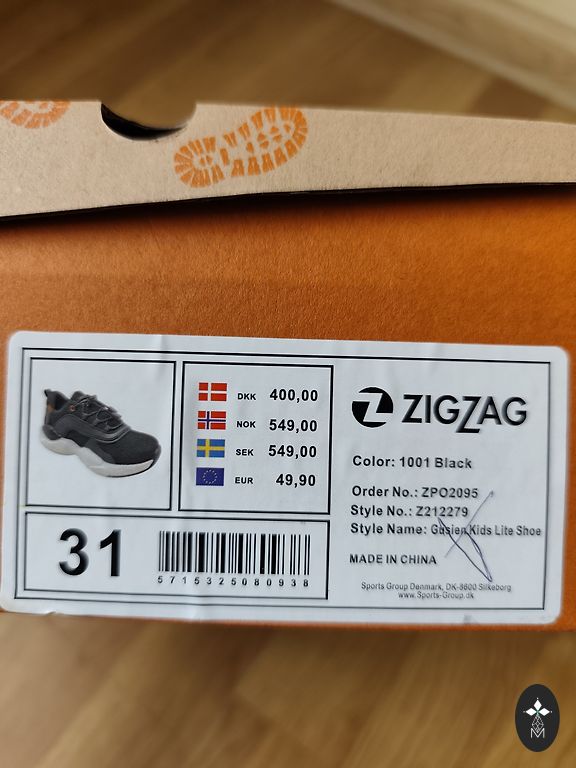 DKK 400,00
NOK 549,00
SEK 549,00
EUR 49,90
31
5715325080938
ZIGZAG
Color: 1001 Black
Order No.: ZPO2095
Style No.: Z212279
Style Name: Gusien Kids Lite Shoe
MADE IN CHINA
Sports Group Denmark, DK-8600 Silkeborg
www.Sports-Group.dk
M